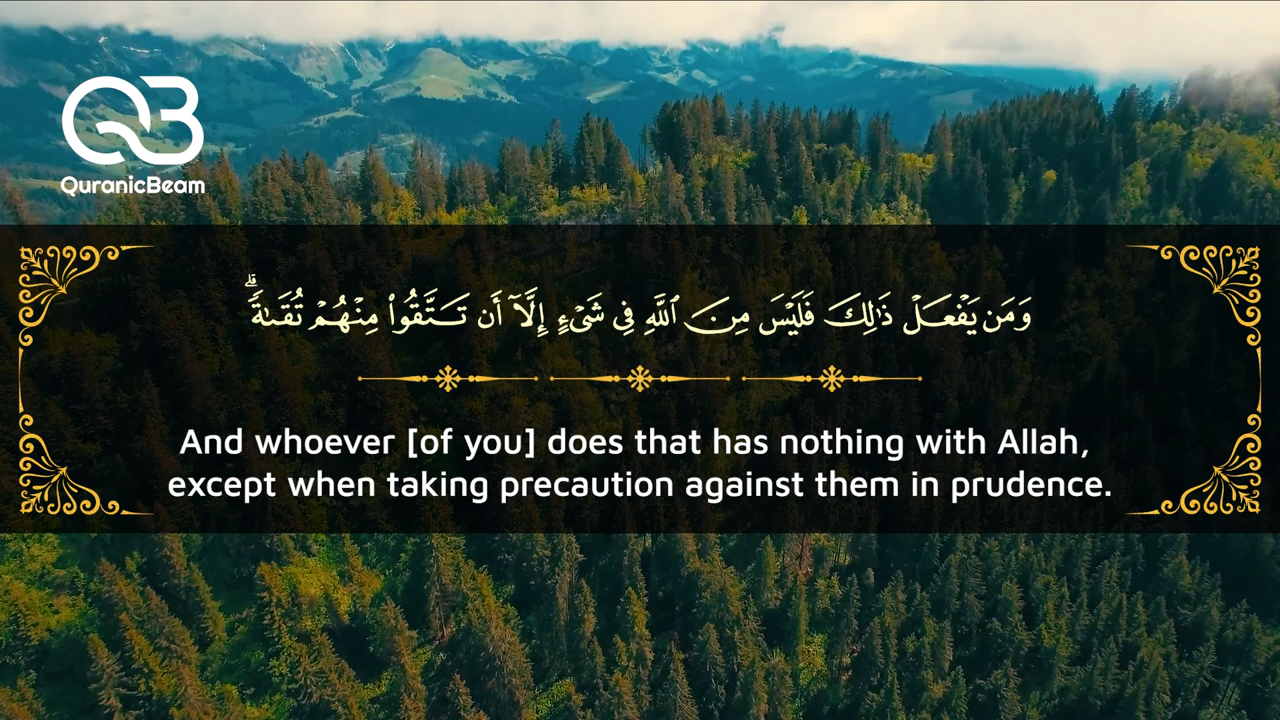 QB
QuranicBeam
وَمَن يَفْعَلْ ذَٰلِكَ فَلَيْسَ مِنَ ٱللَّهِ فِى شَىْءٍ إِلَّآ أَن تَتَّقُوا۟ مِنْهُمْ تُقَىٰةً ۗ
And whoever [of you] does that has nothing with Allah,
except when taking precaution against them in prudence.